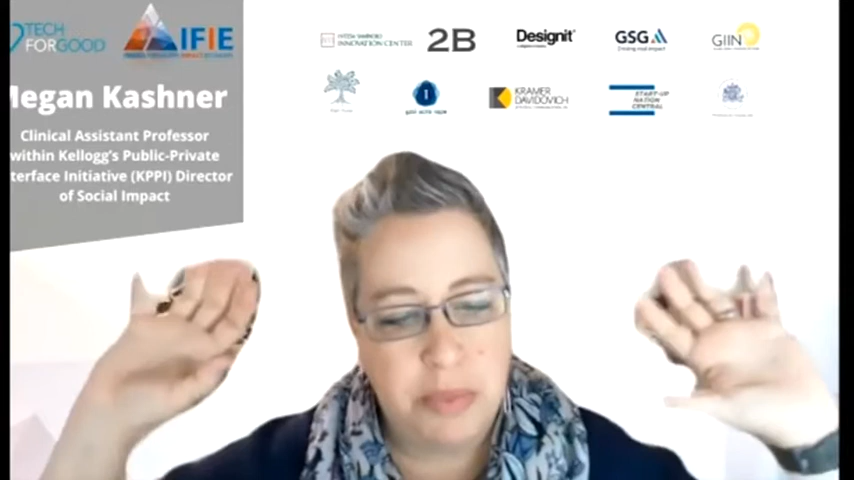 TECH
FORGOOD
IFIE
Megan Kashner
Clinical Assistant Professor
within Kellogg's Public-Private
terface Initiative (KPPI) Director
of Social Impact
INNOVATION CENTER
2B
Designit
GSG
Driving real impact
GIIN
KRAMER
DAVIDOVICH
START-UP
NATION
CENTRAL